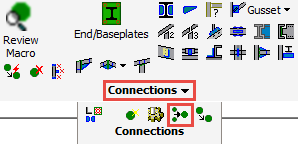 Review
Macro
End/Baseplates
Gusset
Connections
Connections